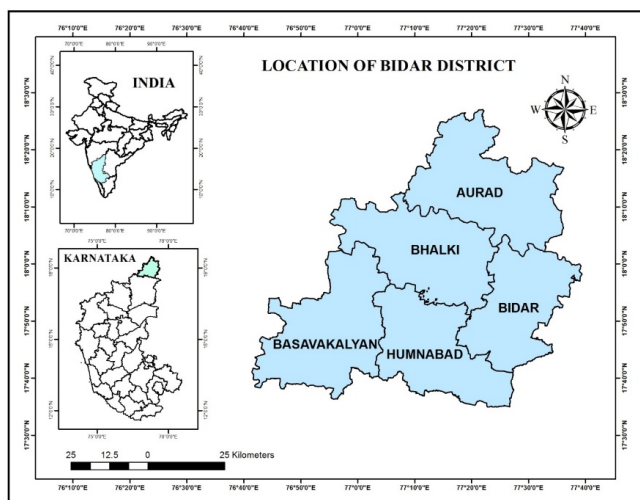 76°10'0"E 76°20'0"E 76°30'0"E 76°40'0"E 76°50'0"E 77°0'0"E 77°10'0"E 77°20'0"E 77°30'0"E 77°40'0"E
INDIA
LOCATION OF BIDAR DISTRICT
N
W E
S
AURAD
BHALKI
BIDAR
BASAVAKALYAN
HUMNABAD
KARNATAKA
18°30'0"N
18°20'0"N
18°10'0"N
18°0'0"N
17°50'0"N
17°40'0"N
17°30'0"N
25 12.5 0 25 Kilometers
76°10'0"E 76°20'0"E 76°30'0"E 76°40'0"E 76°50'0"E 77°0'0"E 77°10'0"E 77°20'0"E 77°30'0"E 77°40'0"E